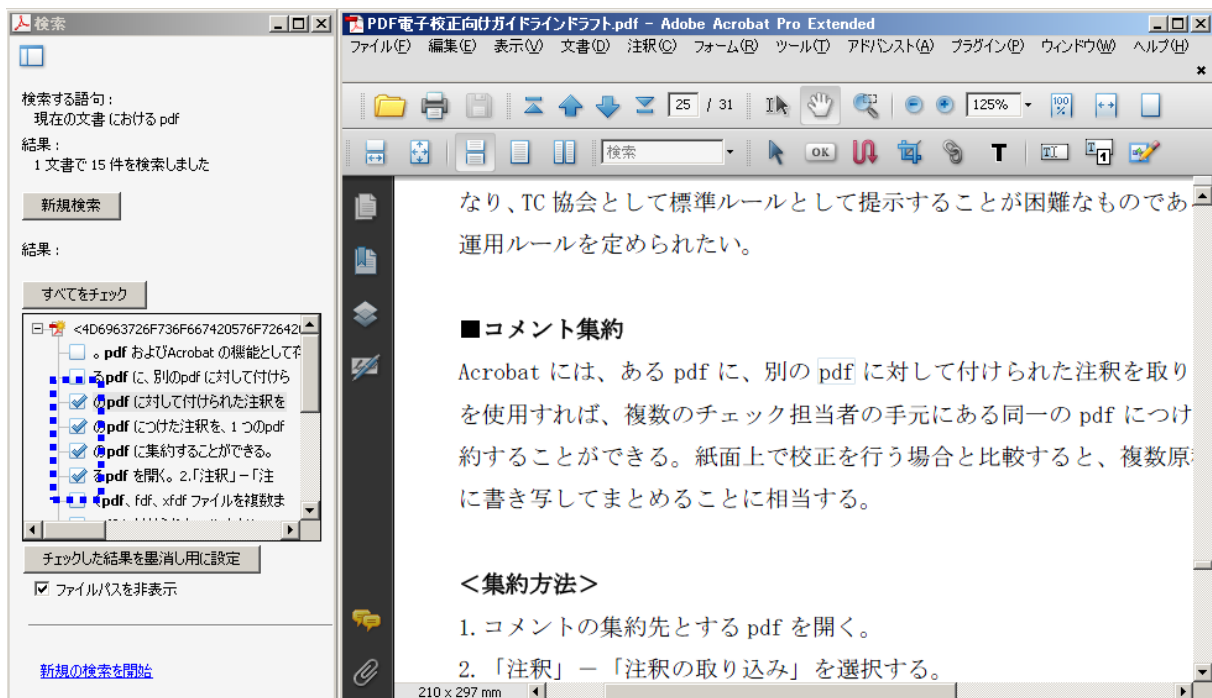 検索
検索する語句：
現在の文書 における pdf
結果：
1 文書で 15 件を検索しました
新規検索
結果：
すべてをチェック
。pdf およびAcrobat の機能として
pdf に、別のpdf に対して付けら
pdf に対して付けられた注釈を
pdf につけた注釈を、1 つのpdf
pdf に集約することができる。
pdf を開く。2.「注釈」－「注
pdf、fdf、xfdf ファイルを複数ま
チェックした結果を墨消し用に設定
ファイルパスを非表示
新規の検索を開始
PDF電子校正向けガイドラインドラフト.pdf - Adobe Acrobat Pro Extended
ファイル(F) 編集(E) 表示(V) 文書(D) 注釈(C) フォーム(R) ツール(T) アドバンスト(A) プラグイン(P) ウィンドウ(W) ヘルプ(H)
25 / 31 125% 100%
検索 OK T
なり、TC 協会として標準ルールとして提示することが困難なものであ
運用ルールを定められたい。
■コメント集約
Acrobat には、ある pdf に、別の pdf に対して付けられた注釈を取り
を使用すれば、複数のチェック担当者の手元にある同一の pdf につけ
約することができる。紙面上で校正を行う場合と比較すると、複数原
に書き写してまとめることに相当する。
＜集約方法＞
1. コメントの集約先とする pdf を開く。
2. 「注釈」－「注釈の取り込み」を選択する。
210 x 297 mm